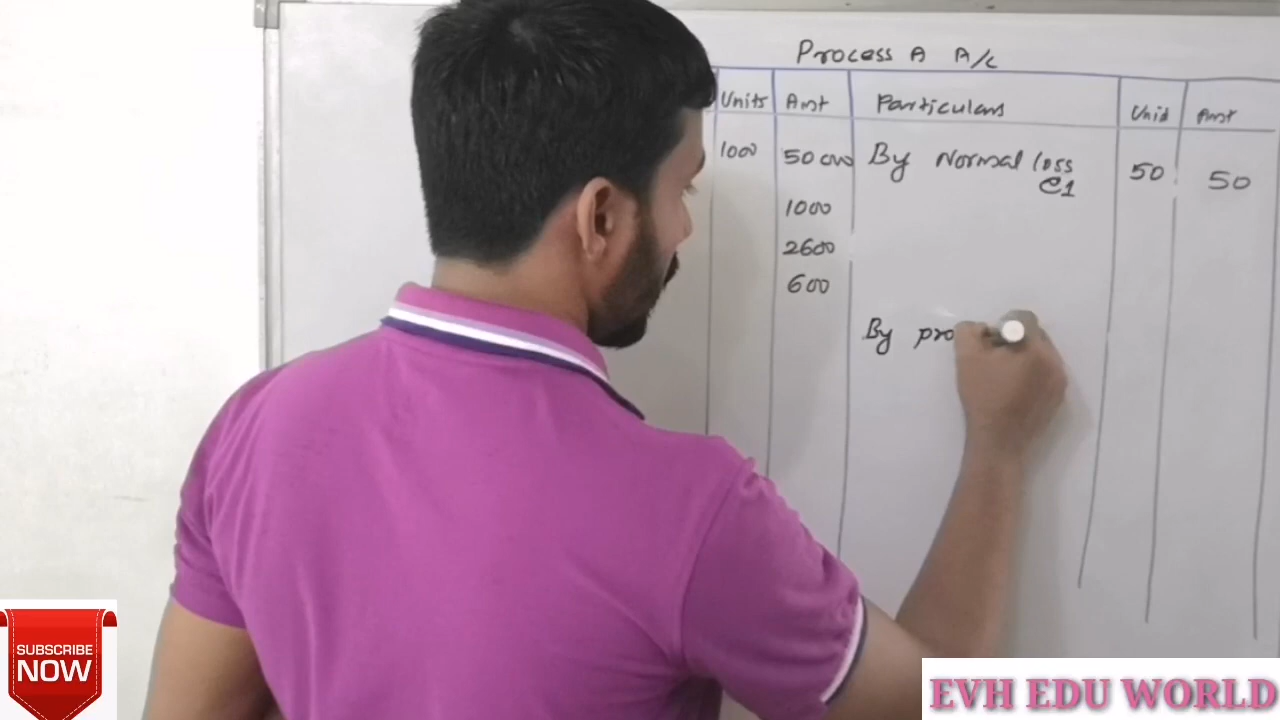 Process A A/c
Units Amt Particulars Unit Amt
1000 50000 By Normal loss 50 50
@1
1000
2600
600
By pro
SUBSCRIBE
NOW
EVH EDU WORLD